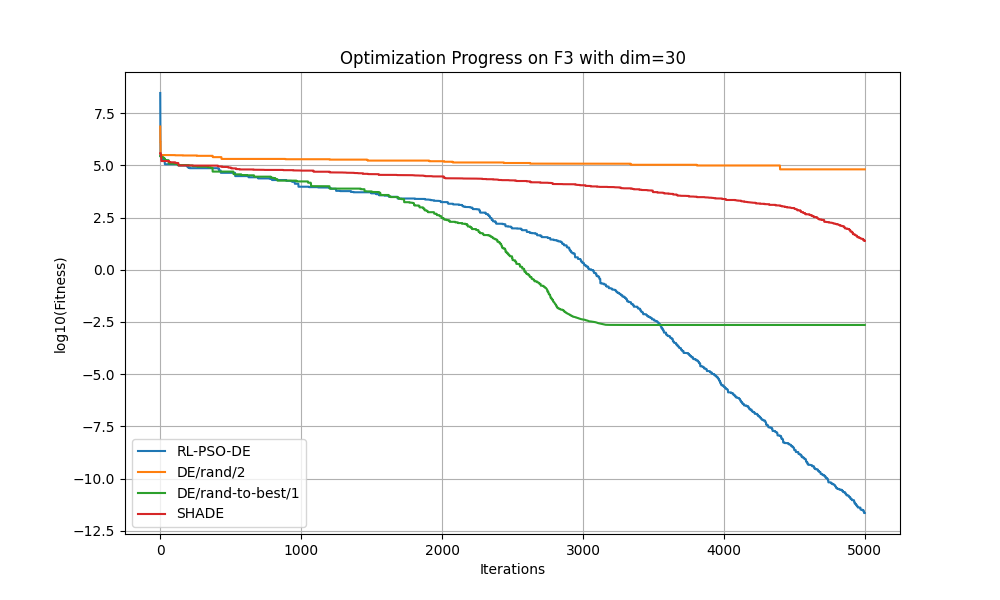 Optimization Progress on F3 with dim=30
log10(Fitness)
7.5
5.0
2.5
0.0
−2.5
−5.0
−7.5
−10.0
−12.5
RL-PSO-DE
DE/rand/2
DE/rand-to-best/1
SHADE
0
1000
2000
3000
4000
5000
Iterations